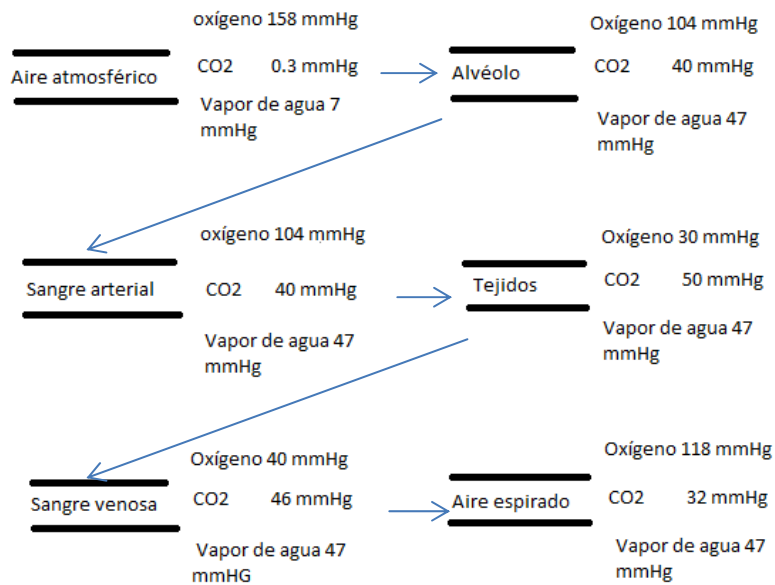 oxígeno 158 mmHg
Aire atmosférico
CO2 0.3 mmHg
Vapor de agua 7
mmHg
Oxígeno 104 mmHg
Alvéolo
CO2 40 mmHg
Vapor de agua 47
mmHg
oxígeno 104 mmHg
Sangre arterial
CO2 40 mmHg
Vapor de agua 47
mmHg
Oxígeno 30 mmHg
Tejidos
CO2 50 mmHg
Vapor de agua 47
mmHg
Oxígeno 40 mmHg
Sangre venosa
CO2 46 mmHg
Vapor de agua 47
mmHG
Oxígeno 118 mmHg
Aire espirado
CO2 32 mmHg
Vapor de agua 47
mmHg